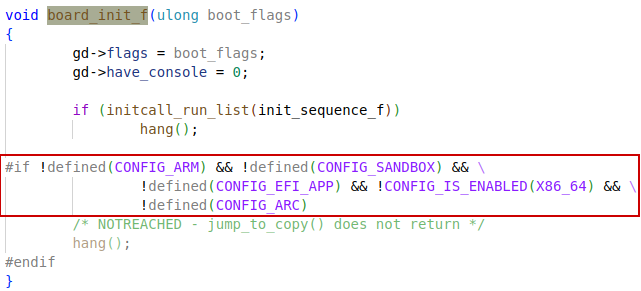 void board_init_f(ulong boot_flags)
{
        gd->flags = boot_flags;
        gd->have_console = 0;

        if (initcall_run_list(init_sequence_f))
                hang();

#if !defined(CONFIG_ARM) && !defined(CONFIG_SANDBOX) && \
                !defined(CONFIG_EFI_APP) && !CONFIG_IS_ENABLED(X86_64) && \
                !defined(CONFIG_ARC)
        /* NOTREACHED - jump_to_copy() does not return */
        hang();
#endif
}